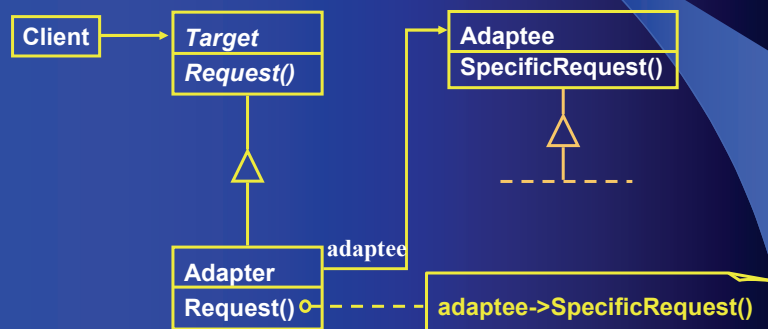 Client
Target
Request()
Adaptee
SpecificRequest()
adaptee
Adapter
Request()
adaptee->SpecificRequest()